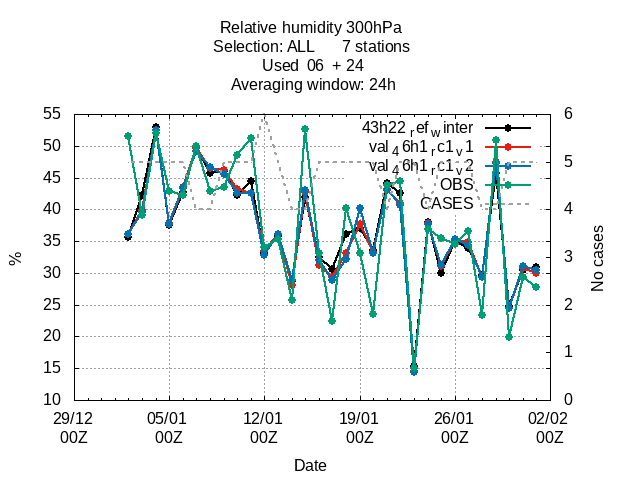 Relative humidity 300hPa
Selection: ALL 7 stations
Used 06 + 24
Averaging window: 24h
55
50
45
40
35
30
25
20
15
10
%
6
5
4
3
2
1
0
No cases
43h22_ref_winter
val_46h1_rc1_v1
val_46h1_rc1_v2
OBS
CASES
29/12 05/01 12/01 19/01 26/01 02/02
00Z 00Z 00Z 00Z 00Z 00Z
Date